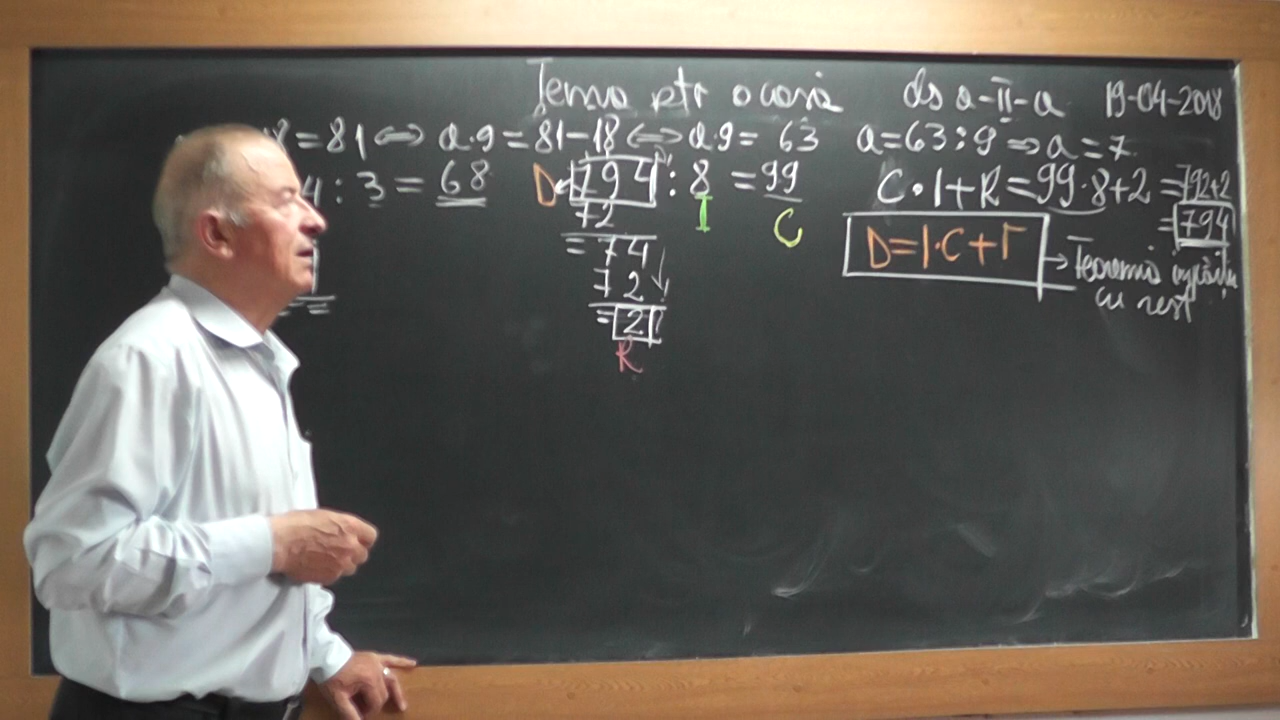 Tema ptr acasă ds a-II-a 19-04-2018
8=81 ⟺ a·9=81-18 ⟺ a·9= 63 a=63:9 ⇒ a=7
4:3=68 D 794:8=99 C·I+R=99·8+2 =792+2
72 I C =794
=74 D=I·C+r → Teorema împărțirii
72 cu rest
=2
R